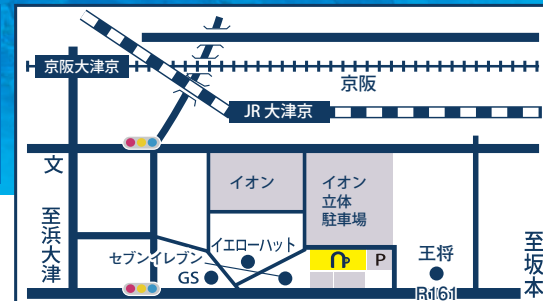 京阪大津京
京阪
JR 大津京
文
イオン
イオン
立体
駐車場
至浜大津
セブンイレブン
イエローハット
GS
P
P
王将
R161
至坂本